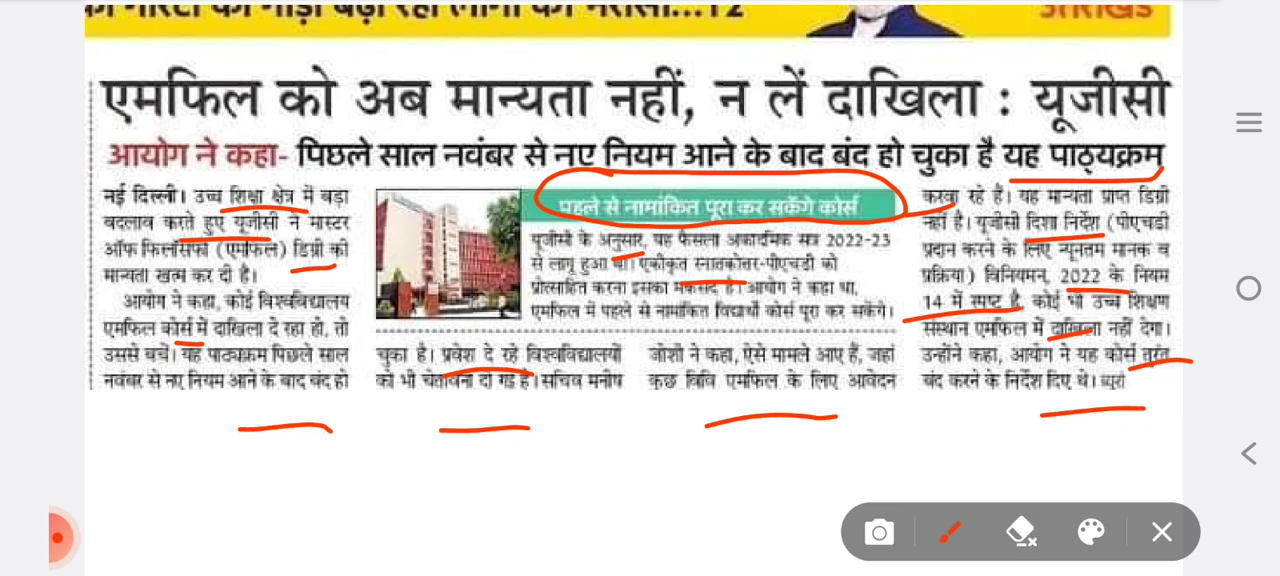 उत्तराखंड
एमफिल को अब मान्यता नहीं, न लें दाखिला : यूजीसी
आयोग ने कहा- पिछले साल नवंबर से नए नियम आने के बाद बंद हो चुका है यह पाठ्यक्रम
नई दिल्ली। उच्च शिक्षा क्षेत्र में बड़ा
बदलाव करते हुए यूजीसी ने मास्टर
ऑफ फिलॉसफी (एमफिल) डिग्री की
मान्यता खत्म कर दी है।
आयोग ने कहा, कोई विश्वविद्यालय
एमफिल कोर्स में दाखिला दे रहा हो, तो
उससे बचें। यह पाठ्यक्रम पिछले साल
नवंबर से नए नियम आने के बाद बंद हो
पहले से नामांकित पूरा कर सकेंगे कोर्स
यूजीसी के अनुसार, यह फैसला अकादमिक सत्र 2022-23
से लागू हुआ था। एकीकृत स्नातकोत्तर-पीएचडी को
प्रोत्साहित करना इसका मकसद है। आयोग ने कहा था,
एमफिल में पहले से नामांकित विद्यार्थी कोर्स पूरा कर सकेंगे।
चुका है। प्रवेश दे रहे विश्वविद्यालयों
को भी चेतावनी दी गई है। सचिव मनीष
जोशी ने कहा, ऐसे मामले आए हैं, जहां
कुछ विवि एमफिल के लिए आवेदन
करवा रहे हैं। यह मान्यता प्राप्त डिग्री
नहीं है। यूजीसी दिशा निर्देश (पीएचडी
प्रदान करने के लिए न्यूनतम मानक व
प्रक्रिया) विनियमन, 2022 के नियम
14 में स्पष्ट है, कोई भी उच्च शिक्षण
संस्थान एमफिल में दाखिला नहीं देगा।
उन्होंने कहा, आयोग ने यह कोर्स तुरंत
बंद करने के निर्देश दिए थे। ब्यूरो